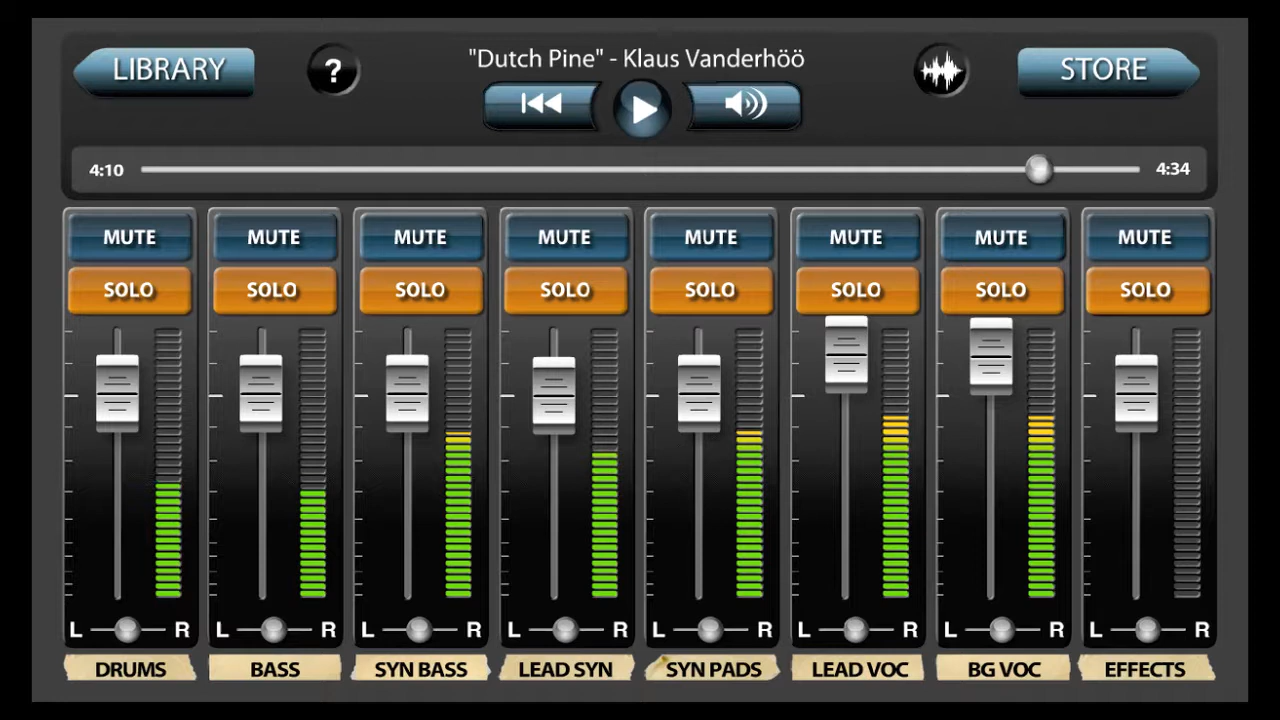 LIBRARY
?
"Dutch Pine" - Klaus Vanderhöö
STORE
4:10
4:34
MUTE MUTE MUTE MUTE MUTE MUTE MUTE MUTE
SOLO SOLO SOLO SOLO SOLO SOLO SOLO SOLO
L R L R L R L R L R L R L R L R
DRUMS BASS SYN BASS LEAD SYN SYN PADS LEAD VOC BG VOC EFFECTS